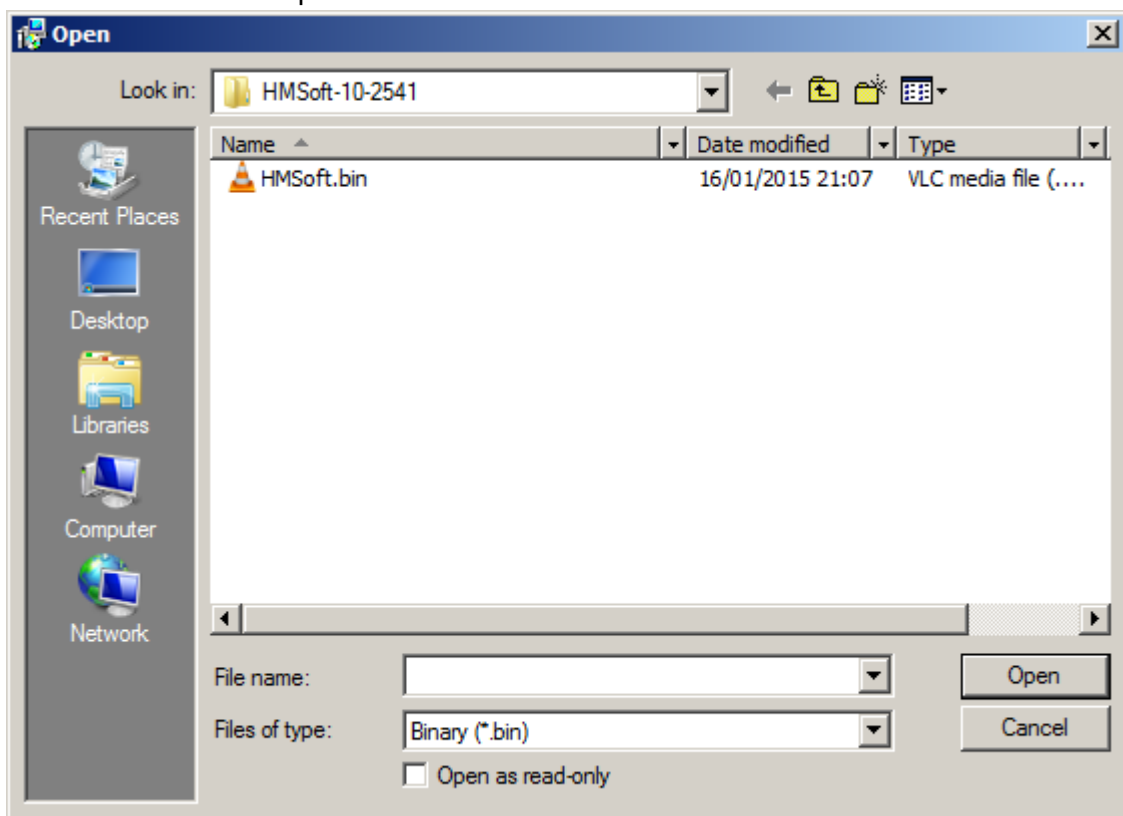 Open
Look in: HMSoft-10-2541
Name Date modified Type
HMSoft.bin 16/01/2015 21:07 VLC media file (....
Recent Places
Desktop
Libraries
Computer
Network
File name: Open
Files of type: Binary (*.bin) Cancel
Open as read-only